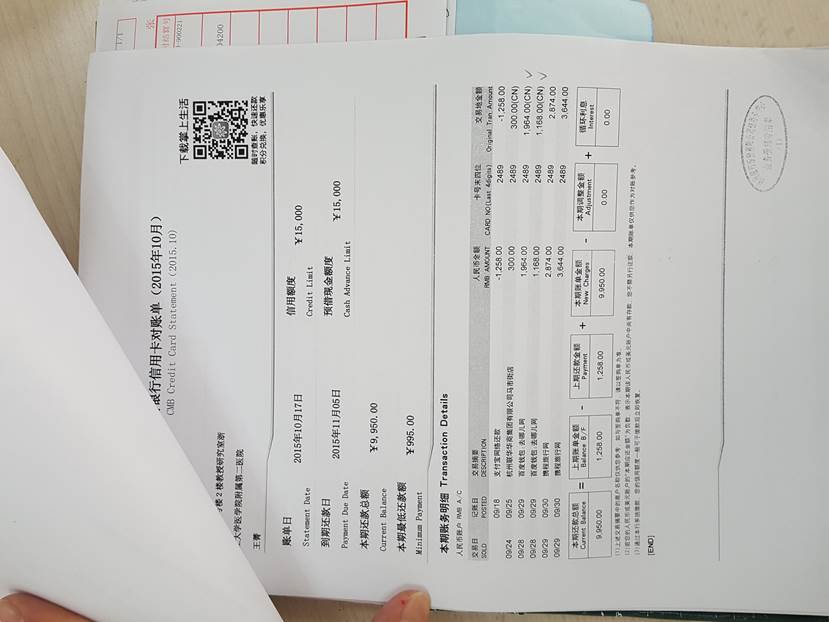 银行信用卡对账单（2015年10月）
CMB Credit Card Statement (2015.10)
下载掌上生活
随时查账，快速还款
积分兑换，优惠乐享
楼2楼教授研究室浙
大学医学院附属第二医院
王菁
账单日 2015年10月17日 信用额度 ￥15,000
Statement Date Credit Limit
到期还款日 2015年11月05日 预借现金额度 ￥15,000
Payment Due Date Cash Advance Limit
本期还款总额 ￥9,950.00
Current Balance
本期最低还款额 ￥995.00
Minimum Payment
本期账务明细 Transaction Details
人民币账户 RMB A/C
交易日 记账日 交易摘要 人民币金额 卡号末四位 交易地金额
SOLD POSTED DESCRIPTION RMB AMOUNT CARD NO(Last 4digits) Original Tran Amount
09/18 支付宝网络还款 -1,258.00 2489 -1,258.00
09/24 09/25 杭州联华华商集团有限公司马市街店 300.00 2489 300.00(CN)
09/28 09/29 百度钱包 去哪儿网 1,964.00 2489 1,964.00(CN)
09/28 09/29 百度钱包 去哪儿网 1,168.00 2489 1,168.00(CN)
09/29 09/30 携程旅行网 2,874.00 2489 2,874.00
09/29 09/30 携程旅行网 3,644.00 2489 3,644.00
本期还款总额 = 上期账单金额 - 上期还款金额 + 本期账单金额 - 本期调整金额 + 循环利息
Current Balance Balance B/F Payment New Charges Adjustment Interest
9,950.00 1,258.00 1,258.00 9,950.00 0.00 0.00
[END]